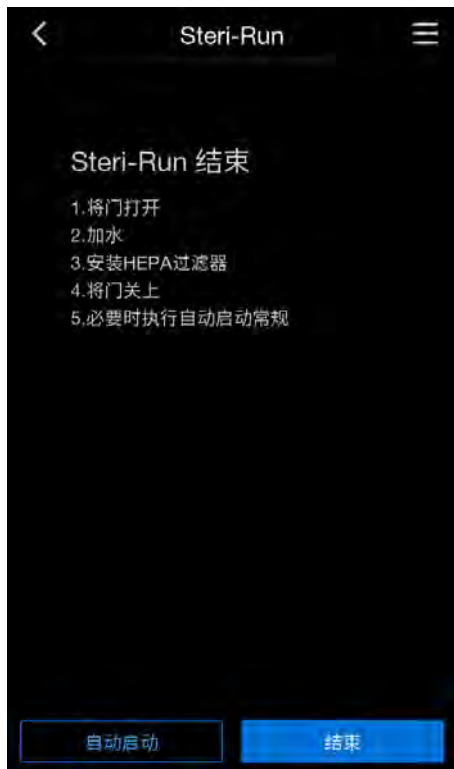 Steri-Run
Steri-Run 结束
1.将门打开
2.加水
3.安装HEPA过滤器
4.将门关上
5.必要时执行自动启动常规
自动启动
结束